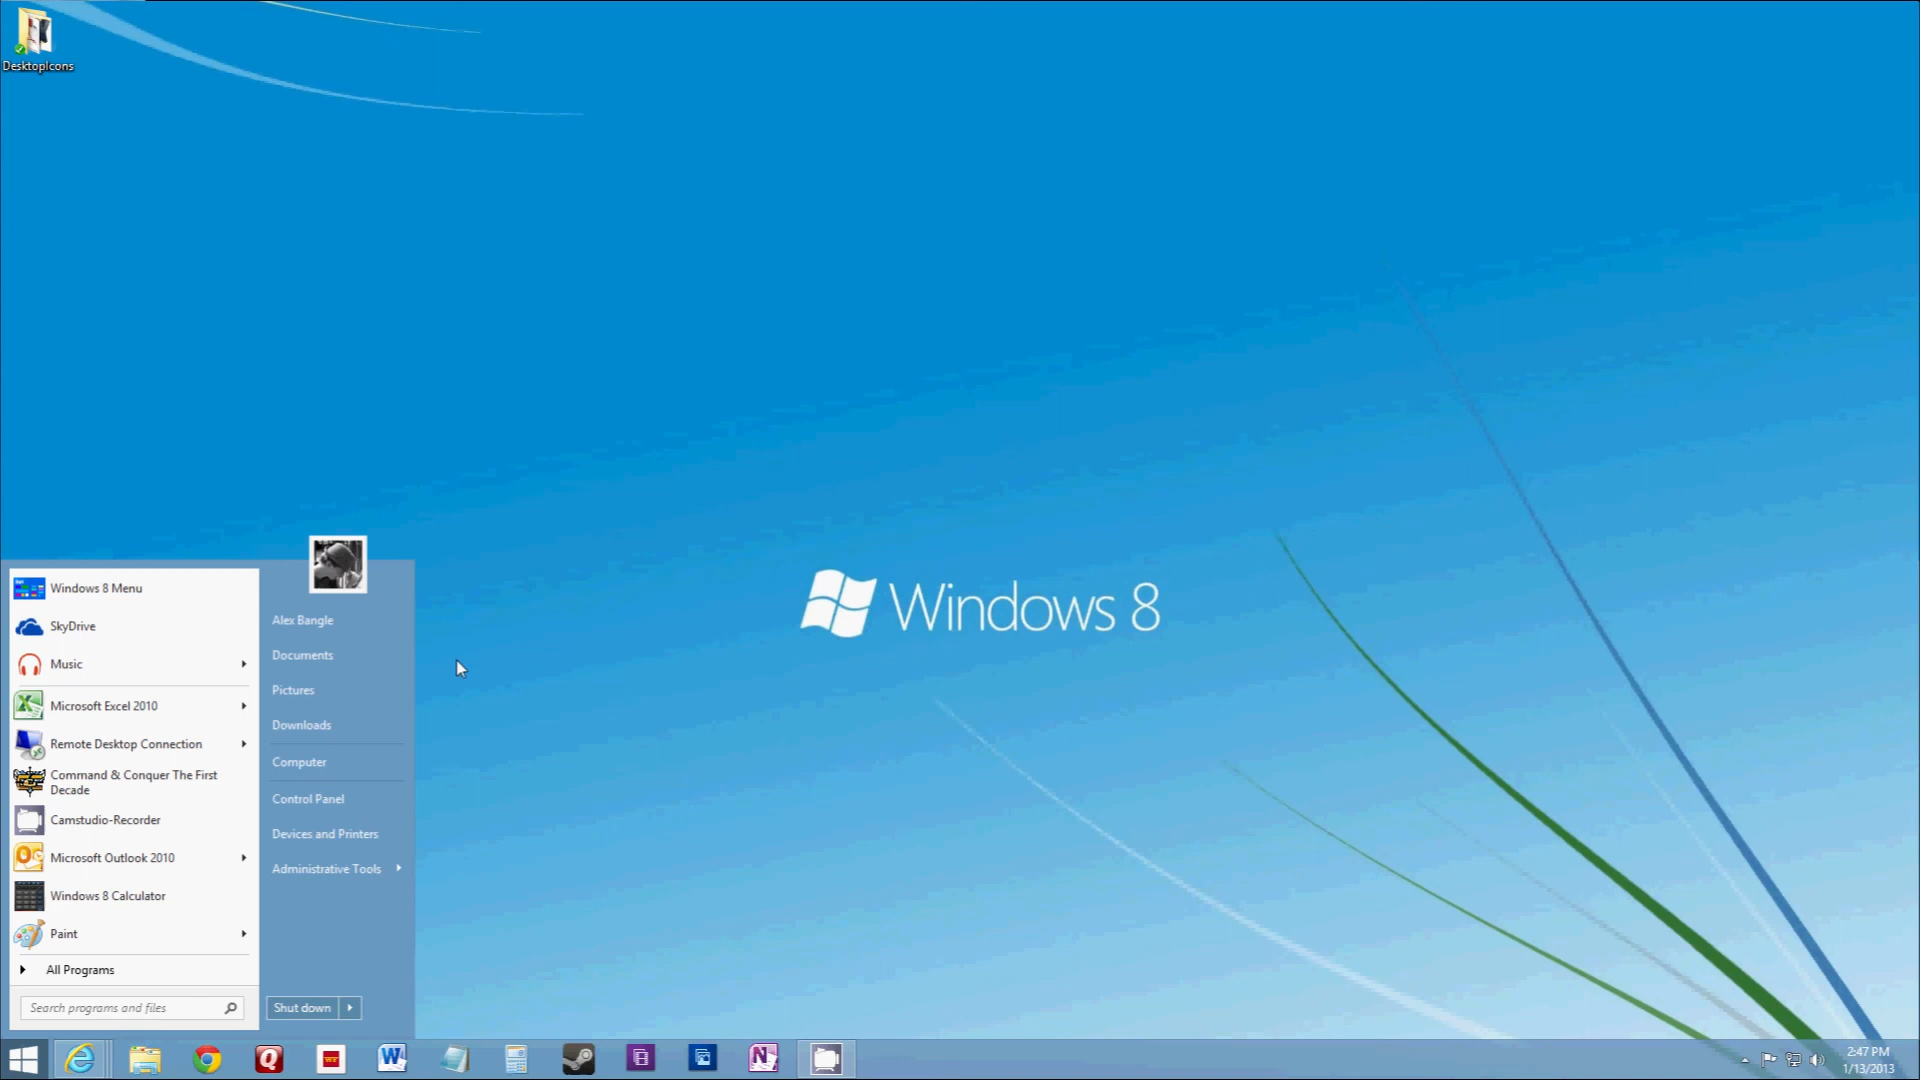 DesktopIcons
Windows 8
Windows 8 Menu
SkyDrive
Music
Microsoft Excel 2010
Remote Desktop Connection
Command & Conquer The First
Decade
Camstudio-Recorder
Microsoft Outlook 2010
Windows 8 Calculator
Paint
All Programs
Search programs and files
Alex Bangle
Documents
Pictures
Downloads
Computer
Control Panel
Devices and Printers
Administrative Tools
Shut down
2:47 PM
1/13/2013